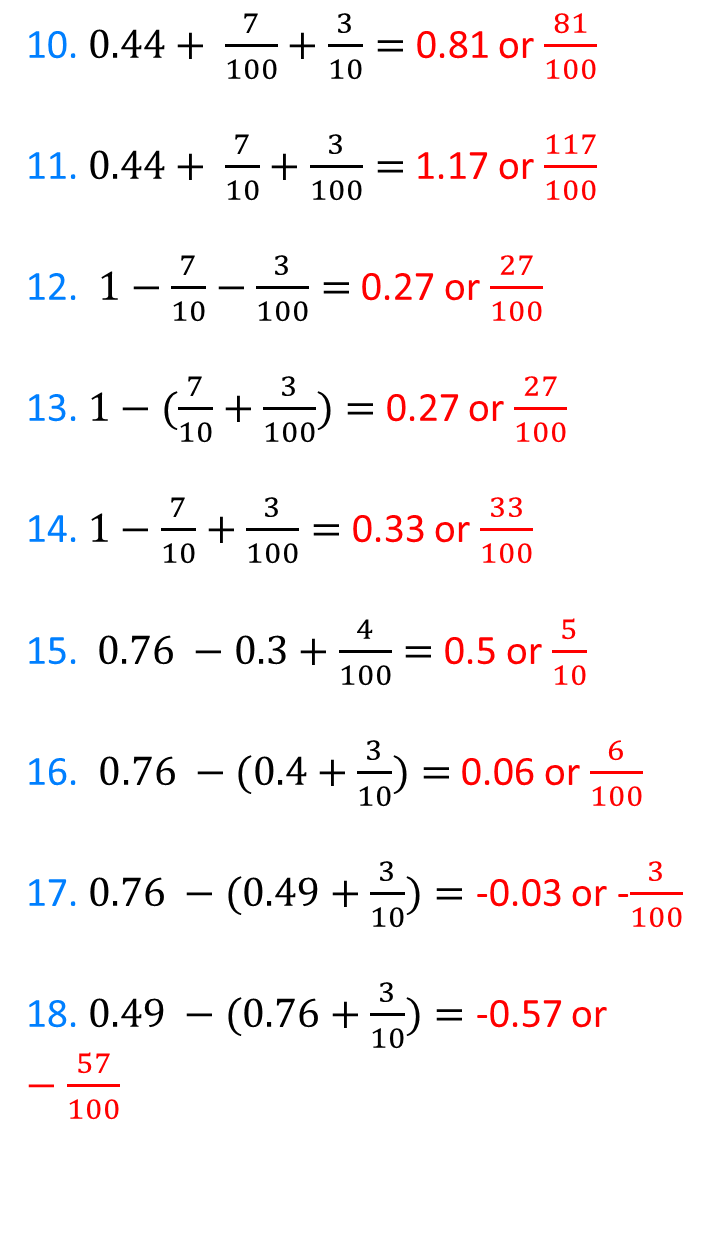 10. 0.44 + 7/100 + 3/10 = 0.81 or 81/100
11. 0.44 + 7/10 + 3/100 = 1.17 or 117/100
12. 1 − 7/10 − 3/100 = 0.27 or 27/100
13. 1 − (7/10 + 3/100) = 0.27 or 27/100
14. 1 − 7/10 + 3/100 = 0.33 or 33/100
15. 0.76 − 0.3 + 4/100 = 0.5 or 5/10
16. 0.76 − (0.4 + 3/10) = 0.06 or 6/100
17. 0.76 − (0.49 + 3/10) = -0.03 or -3/100
18. 0.49 − (0.76 + 3/10) = -0.57 or
− 57/100